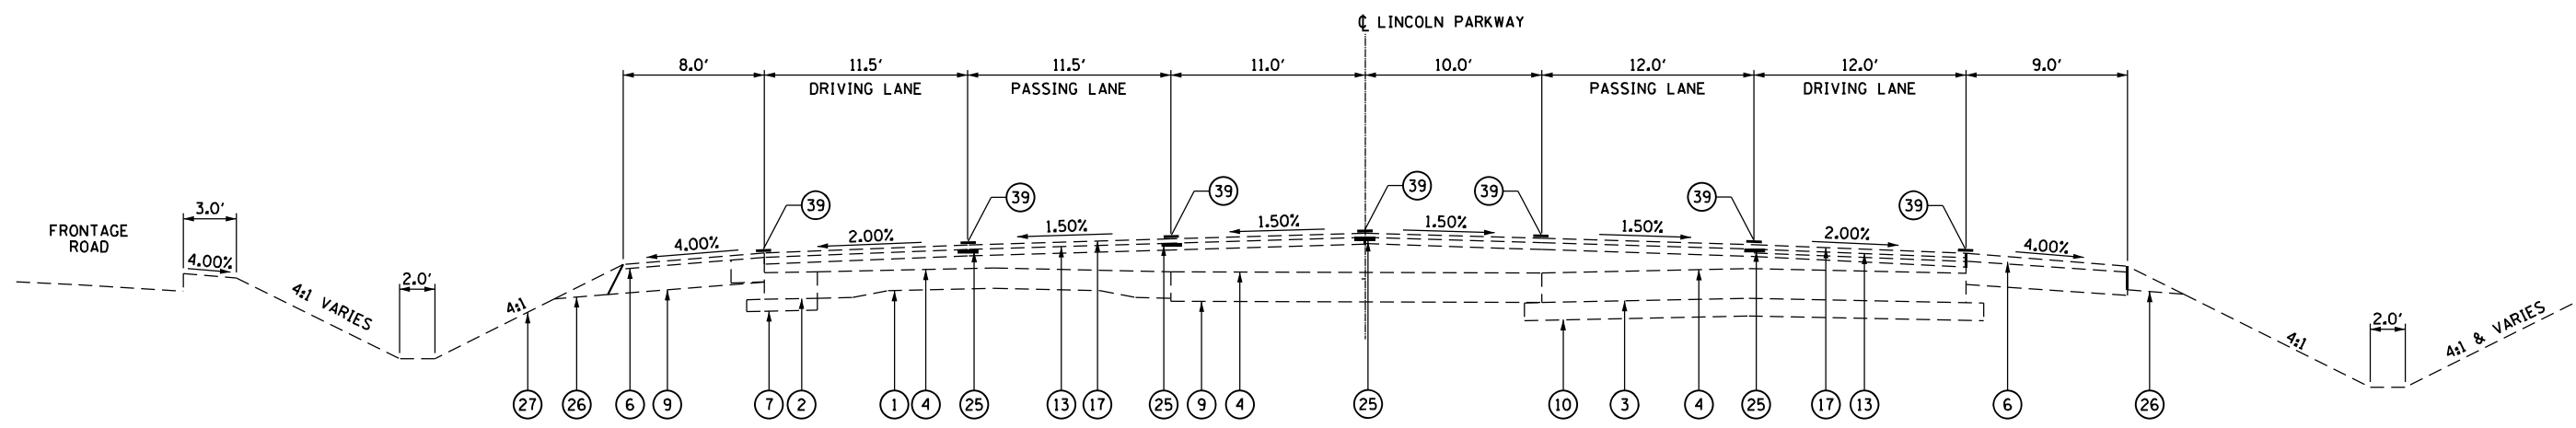 ℄ LINCOLN PARKWAY
8.0' 11.5' 11.5' 11.0' 10.0' 12.0' 12.0' 9.0'
DRIVING LANE PASSING LANE PASSING LANE DRIVING LANE
39 39 39 39 39 39 39
3.0'
FRONTAGE
ROAD
4.00% 4.00% 2.00% 1.50% 1.50% 1.50% 1.50% 2.00% 4.00%
2.0' 2.0'
4:1 VARIES 4:1 4:1 4:1 & VARIES
27 26 6 9 7 2 1 4 25 13 17 25 9 4 25 10 3 4 25 17 13 6 26